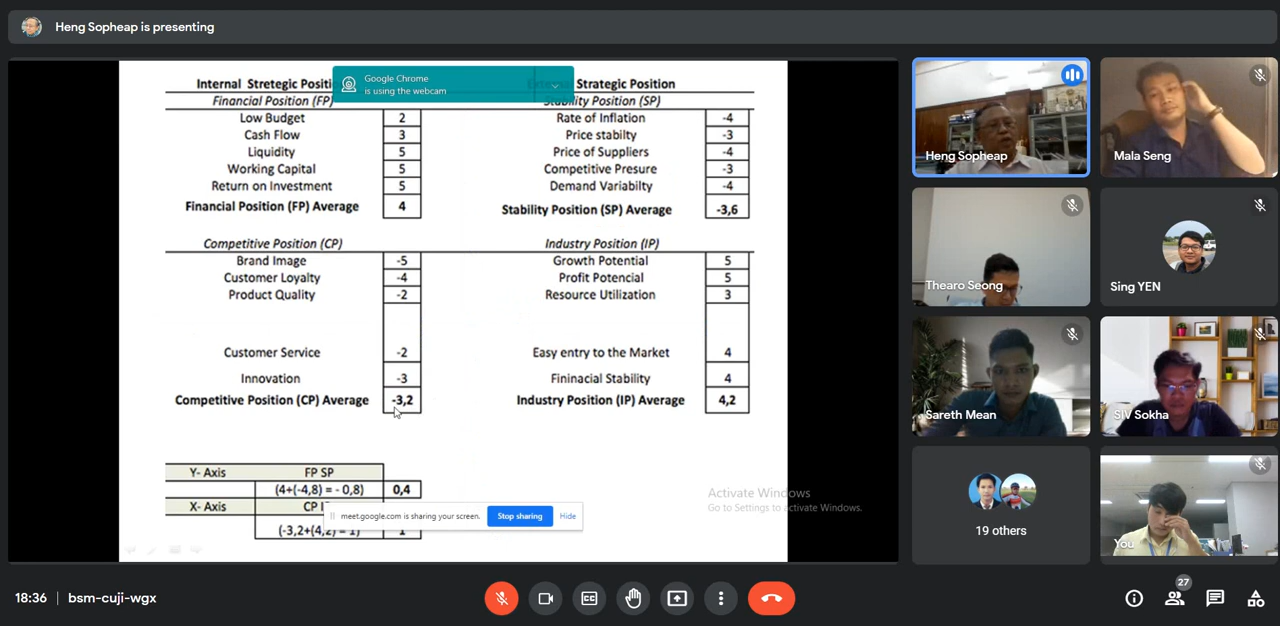 Heng Sopheap is presenting
Google Chrome
is using the webcam
Internal Stretegic Positi
Strategic Position
Financial Position (FP)
Stability Position (SP)
Low Budget 2 Rate of Inflation -4
Cash Flow 3 Price stabilty -3
Liquidity 5 Price of Suppliers -4
Working Capital 5 Competitive Presure -3
Return on Investment 5 Demand Variabilty -4
Financial Position (FP) Average 4 Stability Position (SP) Average -3,6
Competitive Position (CP) Industry Position (IP)
Brand Image -5 Growth Potential 5
Customer Loyalty -4 Profit Potencial 5
Product Quality -2 Resource Utilization 3
Customer Service -2 Easy entry to the Market 4
Innovation -3 Fininacial Stability 4
Competitive Position (CP) Average -3,2 Industry Position (IP) Average 4,2
Y- Axis FP SP
(4+(-4,8) = - 0,8) 0,4
X- Axis CP I
(-3,2+(4,2) = 1) 1
meet.google.com is sharing your screen. Stop sharing Hide
Activate Windows
Go to Settings to activate Windows.
Heng Sopheap
Mala Seng
Thearo Seong
Sing YEN
Sareth Mean
SIV Sokha
19 others
You
18:36 | bsm-cuji-wgx
CC
27